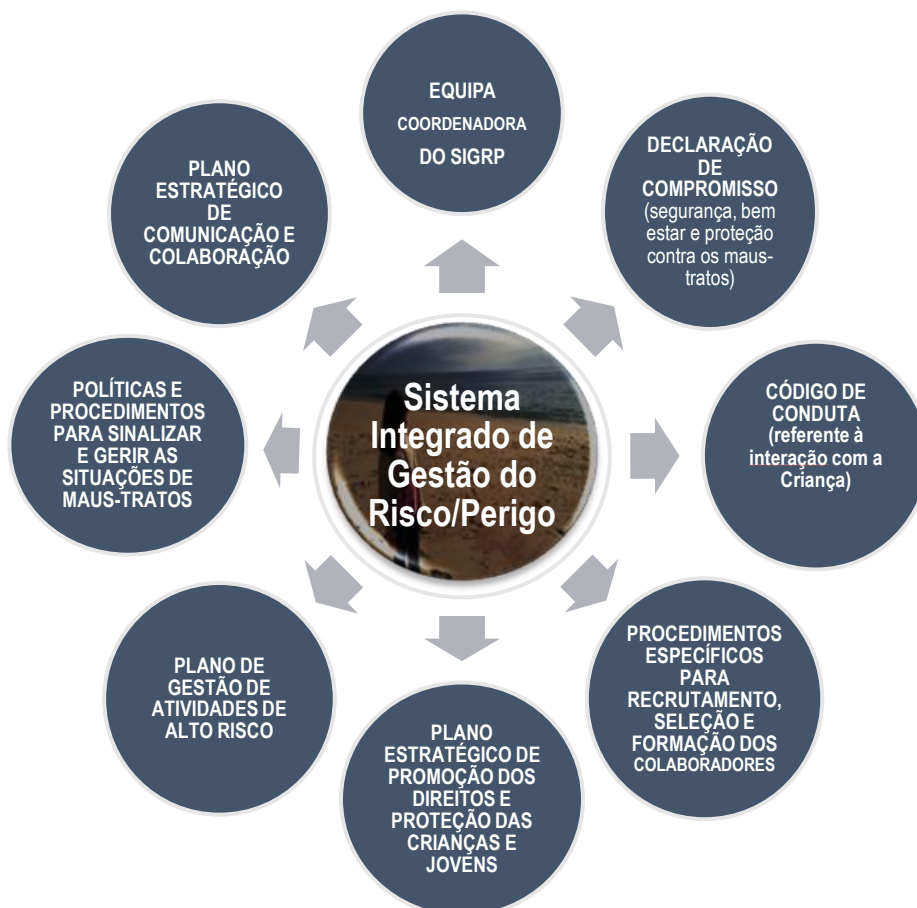 EQUIPA
COORDENADORA
DO SIGRP
DECLARAÇÃO
DE
COMPROMISSO
(segurança, bem
estar e proteção
contra os maus-
tratos)
CÓDIGO DE
CONDUTA
(referente à
interação com a
Criança)
PROCEDIMENTOS
ESPECÍFICOS
PARA
RECRUTAMENTO,
SELEÇÃO E
FORMAÇÃO DOS
COLABORADORES
PLANO
ESTRATÉGICO DE
PROMOÇÃO DOS
DIREITOS E
PROTEÇÃO DAS
CRIANÇAS E
JOVENS
PLANO DE
GESTÃO DE
ATIVIDADES DE
ALTO RISCO
POLÍTICAS E
PROCEDIMENTOS
PARA SINALIZAR
E GERIR AS
SITUAÇÕES DE
MAUS-TRATOS
PLANO
ESTRATÉGICO
DE
COMUNICAÇÃO E
COLABORAÇÃO
Sistema
Integrado de
Gestão do
Risco/Perigo